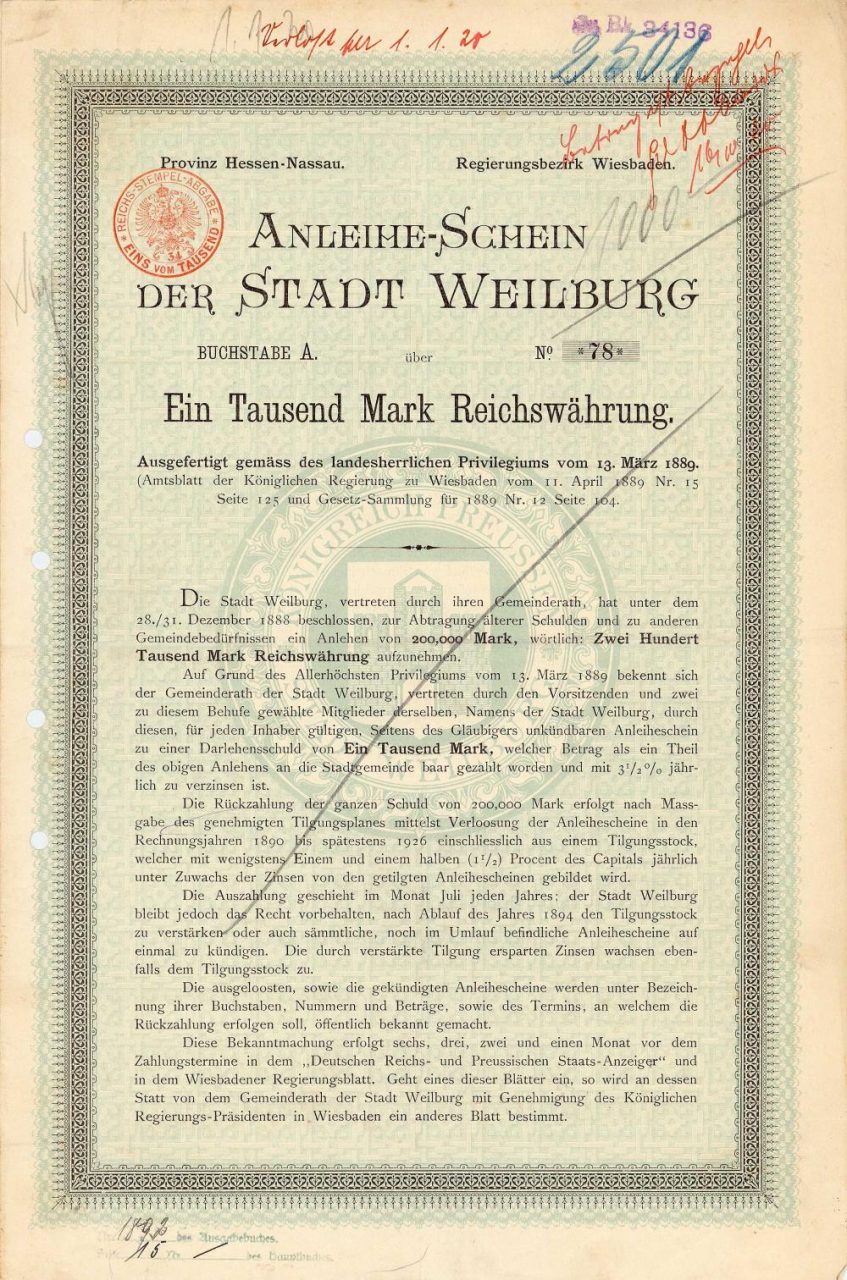 Verlost per 1. 1. 20
34136
2501
Provinz Hessen-Nassau. Regierungsbezirk Wiesbaden.
REICHS-STEMPEL-ABGABE
34
EINS VOM TAUSEND
1000
ANLEIHE-SCHEIN
DER STADT WEILBURG
BUCHSTABE A. über No. *78*
Ein Tausend Mark Reichswährung.
Ausgefertigt gemäss des landesherrlichen Privilegiums vom 13. März 1889.
(Amtsblatt der Königlichen Regierung zu Wiesbaden vom 11. April 1889 Nr. 15
Seite 125 und Gesetz-Sammlung für 1889 Nr. 12 Seite 104.
KÖNIGREICH PREUSSEN
Die Stadt Weilburg, vertreten durch ihren Gemeinderath, hat unter dem
28./31. Dezember 1888 beschlossen, zur Abtragung älterer Schulden und zu anderen
Gemeindebedürfnissen ein Anlehen von 200,000 Mark, wörtlich: Zwei Hundert
Tausend Mark Reichswährung aufzunehmen.
Auf Grund des Allerhöchsten Privilegiums vom 13. März 1889 bekennt sich
der Gemeinderath der Stadt Weilburg, vertreten durch den Vorsitzenden und zwei
zu diesem Behufe gewählte Mitglieder derselben, Namens der Stadt Weilburg, durch
diesen, für jeden Inhaber gültigen, Seitens des Gläubigers unkündbaren Anleiheschein
zu einer Darlehensschuld von Ein Tausend Mark, welcher Betrag als ein Theil
des obigen Anlehens an die Stadtgemeinde baar gezahlt worden und mit 3 1/2 % jähr-
lich zu verzinsen ist.
Die Rückzahlung der ganzen Schuld von 200,000 Mark erfolgt nach Mass-
gabe des genehmigten Tilgungsplanes mittelst Verloosung der Anleihescheine in den
Rechnungsjahren 1890 bis spätestens 1926 einschliesslich aus einem Tilgungsstock,
welcher mit wenigstens Einem und einem halben (1 1/2) Procent des Capitals jährlich
unter Zuwachs der Zinsen von den getilgten Anleihescheinen gebildet wird.
Die Auszahlung geschieht im Monat Juli jeden Jahres; der Stadt Weilburg
bleibt jedoch das Recht vorbehalten, nach Ablauf des Jahres 1894 den Tilgungsstock
zu verstärken oder auch sämmtliche, noch im Umlauf befindliche Anleihescheine auf
einmal zu kündigen. Die durch verstärkte Tilgung ersparten Zinsen wachsen eben-
falls dem Tilgungsstock zu.
Die ausgeloosten, sowie die gekündigten Anleihescheine werden unter Bezeich-
nung ihrer Buchstaben, Nummern und Beträge, sowie des Termins, an welchem die
Rückzahlung erfolgen soll, öffentlich bekannt gemacht.
Diese Bekanntmachung erfolgt sechs, drei, zwei und einen Monat vor dem
Zahlungstermine in dem „Deutschen Reichs- und Preussischen Staats-Anzeiger“ und
in dem Wiesbadener Regierungsblatt. Geht eines dieser Blätter ein, so wird an dessen
Statt von dem Gemeinderath der Stadt Weilburg mit Genehmigung des Königlichen
Regierungs-Präsidenten in Wiesbaden ein anderes Blatt bestimmt.
des Ausgebebuches.
15 des Hauptbuches.